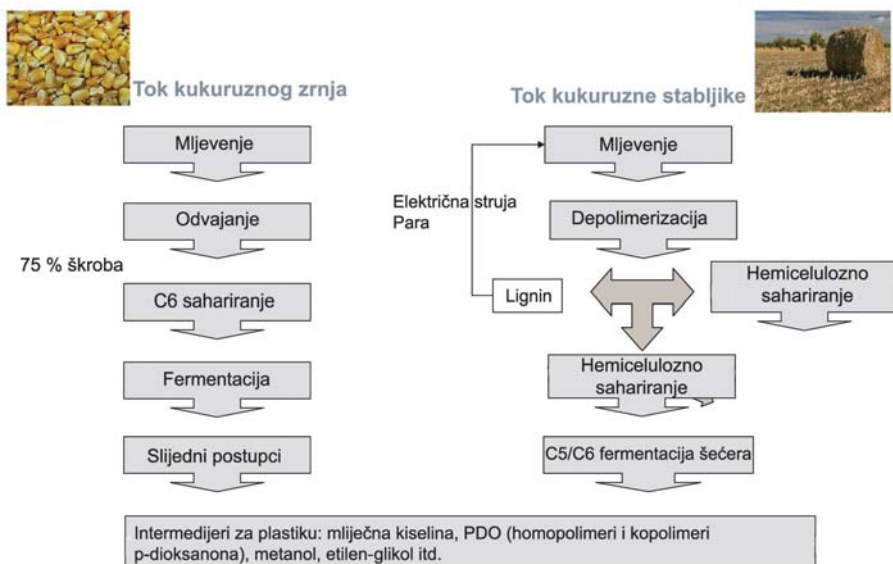 Tok kukuruznog zrnja
Mljevenje
Odvajanje
75 % škroba
C6 sahariranje
Fermentacija
Slijedni postupci
Tok kukuruzne stabljike
Mljevenje
Električna struja
Para
Depolimerizacija
Lignin
Hemicelulozno
sahariranje
Hemicelulozno
sahariranje
C5/C6 fermentacija šećera
Intermedijeri za plastiku: mliječna kiselina, PDO (homopolimeri i kopolimeri
p-dioksanona), metanol, etilen-glikol itd.